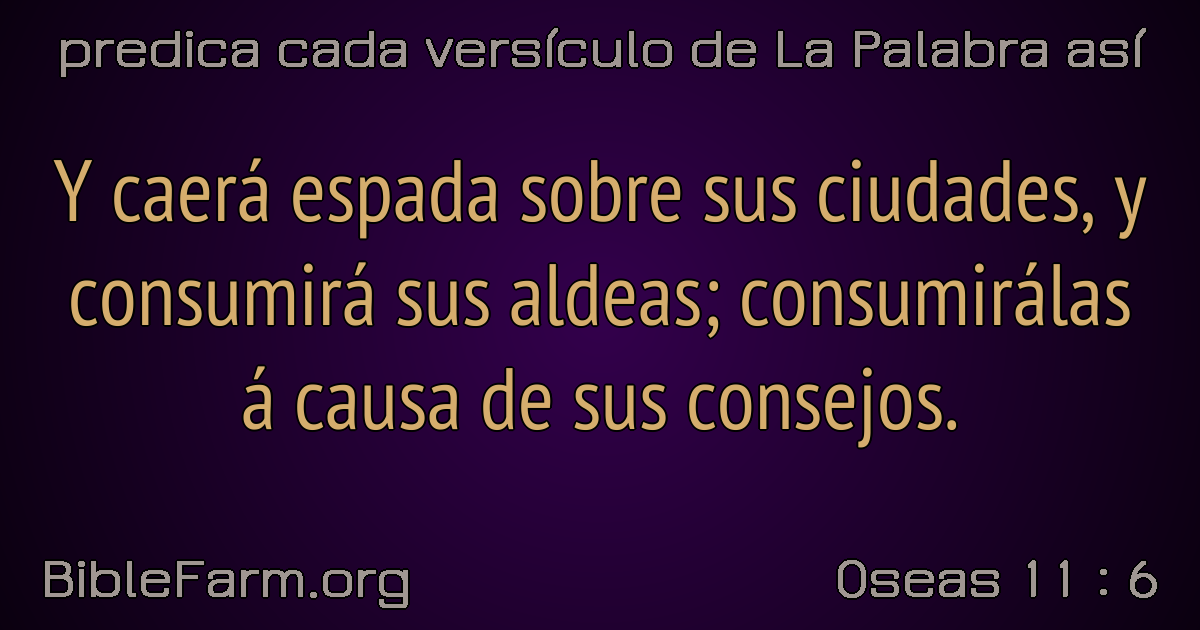 predica cada versículo de La Palabra así
Y caerá espada sobre sus ciudades, y
consumirá sus aldeas; consumirálas
á causa de sus consejos.
BibleFarm.org
Oseas 11 : 6